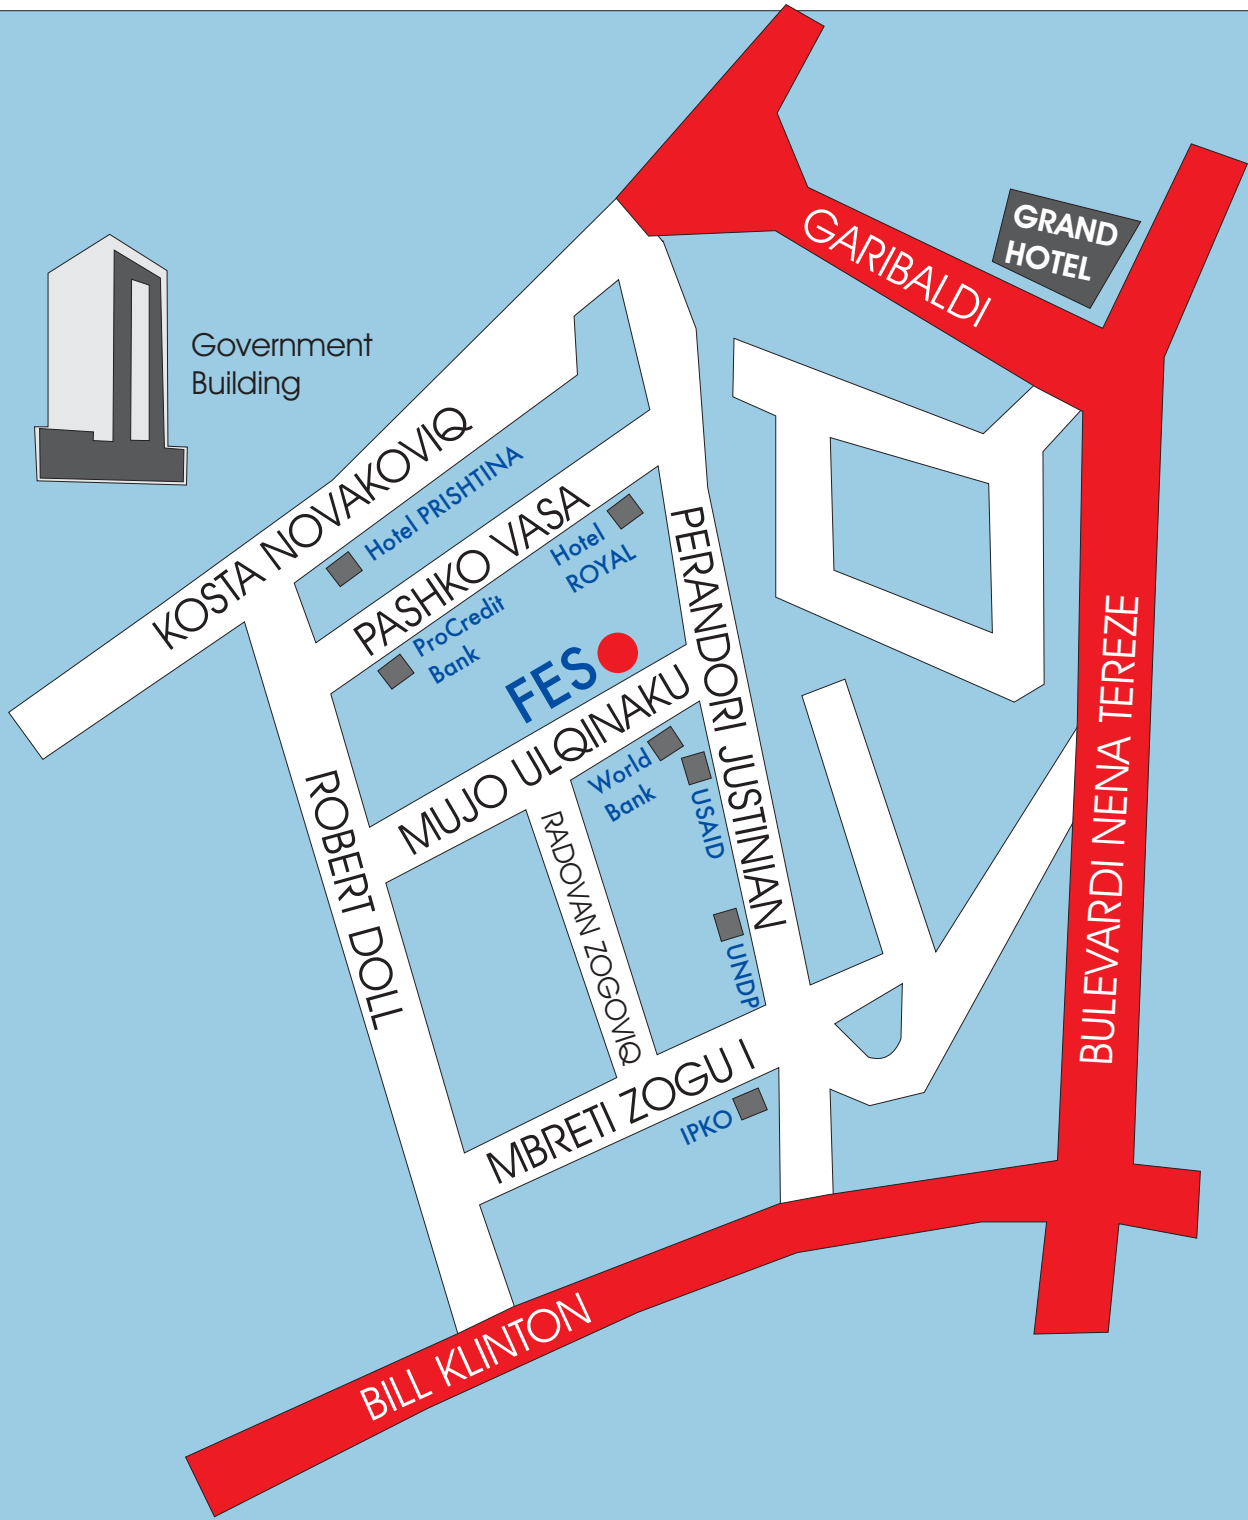 GARIBALDI
GRAND
HOTEL
Government
Building
KOSTA NOVAKOVIQ
Hotel PRISHTINA
PASHKO VASA
Hotel
ROYAL
ProCredit
Bank
FES
PERANDORI JUSTINIAN
MUJO ULQINAKU
World
Bank
USAID
ROBERT DOLL
RADOVAN ZOGOVIQ
UNDP
BULEVARDI NENA TEREZE
MBRETI ZOGU I
IPKO
BILL KLINTON